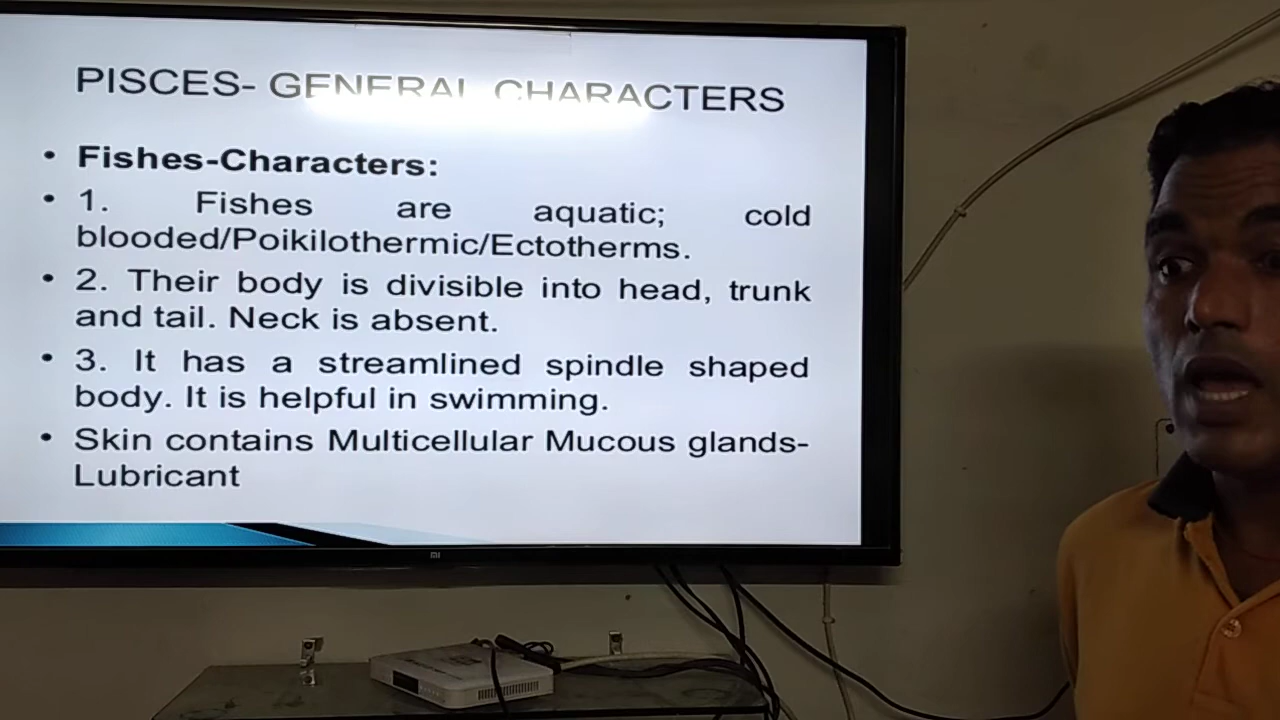 PISCES- GENERAL CHARACTERS
• Fishes-Characters:
• 1. Fishes are aquatic; cold
blooded/Poikilothermic/Ectotherms.
• 2. Their body is divisible into head, trunk
and tail. Neck is absent.
• 3. It has a streamlined spindle shaped
body. It is helpful in swimming.
• Skin contains Multicellular Mucous glands-
Lubricant
mi